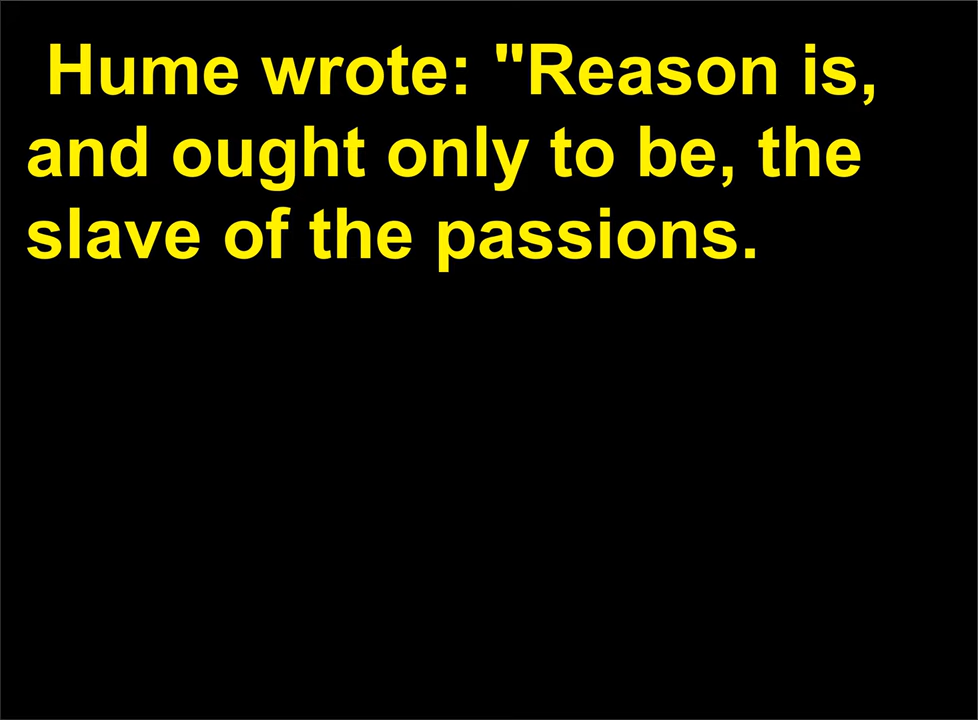 Hume wrote: "Reason is,
and ought only to be, the
slave of the passions.